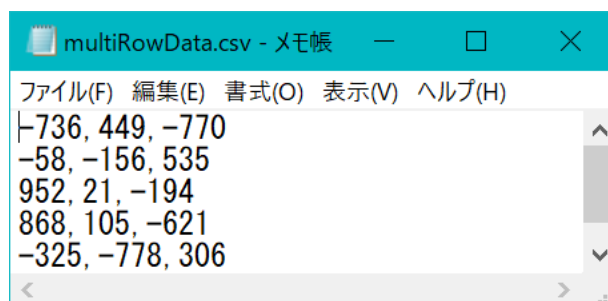 multiRowData.csv - メモ帳
ファイル(F) 編集(E) 書式(O) 表示(V) ヘルプ(H)
-736, 449, -770
-58, -156, 535
952, 21, -194
868, 105, -621
-325, -778, 306